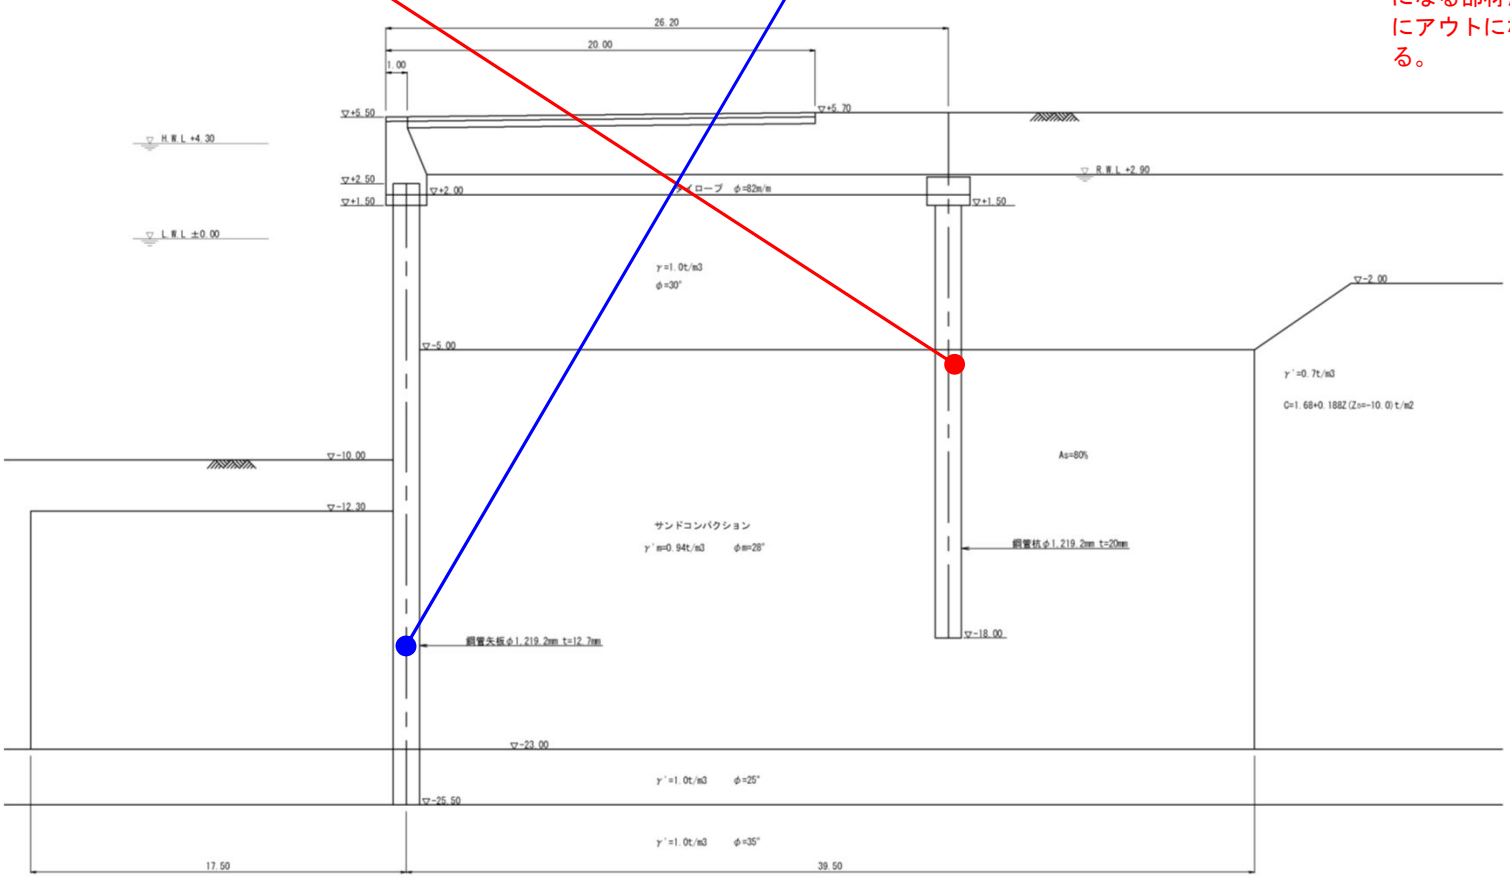 にアウトにな
る。
26.20
20.00
1.00
▽+5.50
▽+5.70
▽ H.W.L +4.30
▽ R.W.L +2.90
▽+2.50
▽+2.00
イロープ φ=82m/m
▽+1.50
▽+1.50
▽ L.W.L ±0.00
γ=1.0t/m3
φ=30°
▽-2.00
▽-5.00
γ'=0.7t/m3
C=1.68+0.188Z(Z₀=-10.0)t/m2
▽-10.00
As=80%
▽-12.30
サンドコンパクション
γ'm=0.94t/m3 φm=28°
鋼管杭φ1,219.2mm t=20mm
▽-18.00
鋼管矢板φ1,219.2mm t=12.7mm
▽-23.00
γ'=1.0t/m3 φ=25°
▽-25.50
γ'=1.0t/m3 φ=35°
17.50
39.50